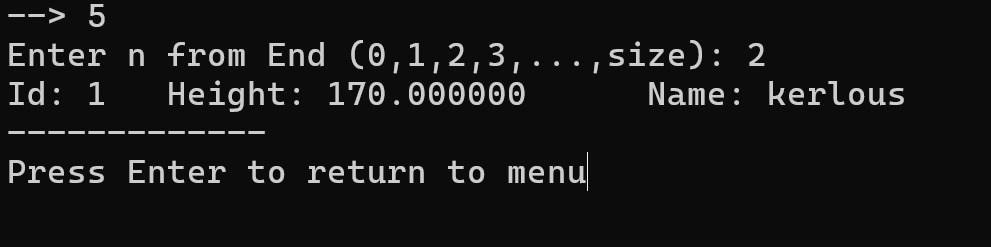 --> 5
Enter n from End (0,1,2,3,...,size): 2
Id: 1   Height: 170.000000      Name: kerlous
-------------
Press Enter to return to menu